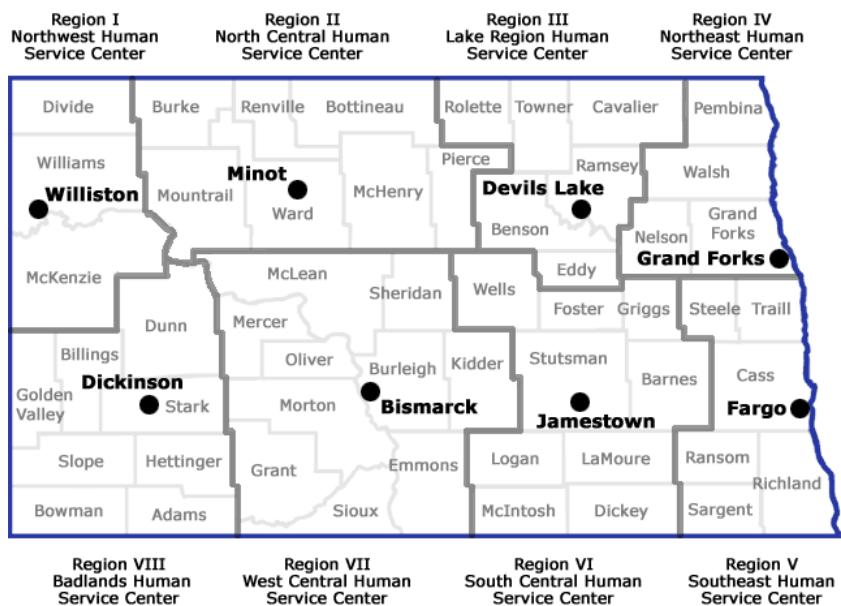 Region I
Northwest Human
Service Center
Region II
North Central Human
Service Center
Region III
Lake Region Human
Service Center
Region IV
Northeast Human
Service Center
Divide
Burke
Renville
Bottineau
Rolette
Towner
Cavalier
Pembina
Williams
Pierce
Ramsey
Walsh
Minot
Williston
Mountrail
Ward
McHenry
Devils Lake
Benson
Nelson
Grand
Forks
Grand Forks
McKenzie
McLean
Sheridan
Wells
Eddy
Foster
Griggs
Steele
Traill
Dunn
Mercer
Billings
Oliver
Burleigh
Kidder
Stutsman
Barnes
Cass
Dickinson
Golden
Valley
Stark
Morton
Bismarck
Jamestown
Fargo
Slope
Hettinger
Grant
Emmons
Logan
LaMoure
Ransom
Richland
Bowman
Adams
Sioux
McIntosh
Dickey
Sargent
Region VIII
Badlands Human
Service Center
Region VII
West Central Human
Service Center
Region VI
South Central Human
Service Center
Region V
Southeast Human
Service Center